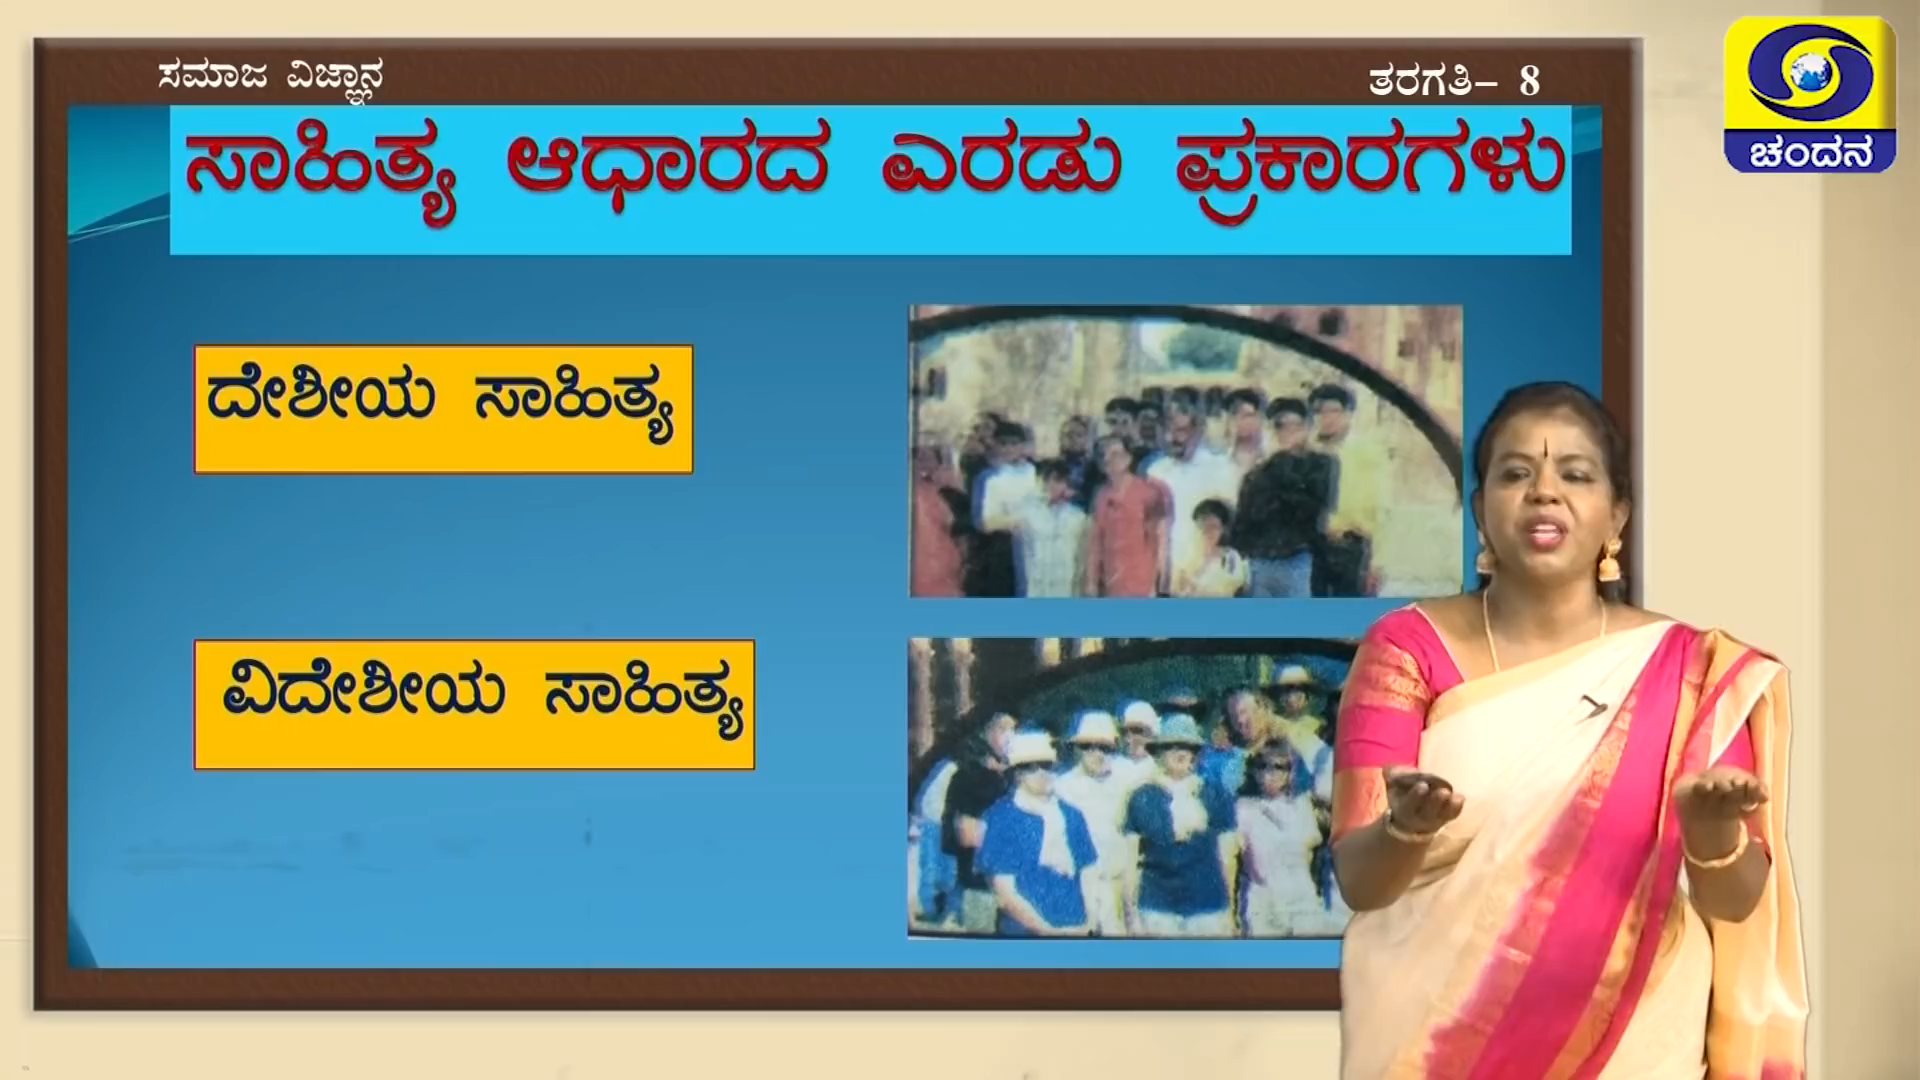 ಸಮಾಜ ವಿಜ್ಞಾನ
ತರಗತಿ– 8
ಚಂದನ
ಸಾಹಿತ್ಯ ಆಧಾರದ ಎರಡು ಪ್ರಕಾರಗಳು
ದೇಶೀಯ ಸಾಹಿತ್ಯ
ವಿದೇಶೀಯ ಸಾಹಿತ್ಯ